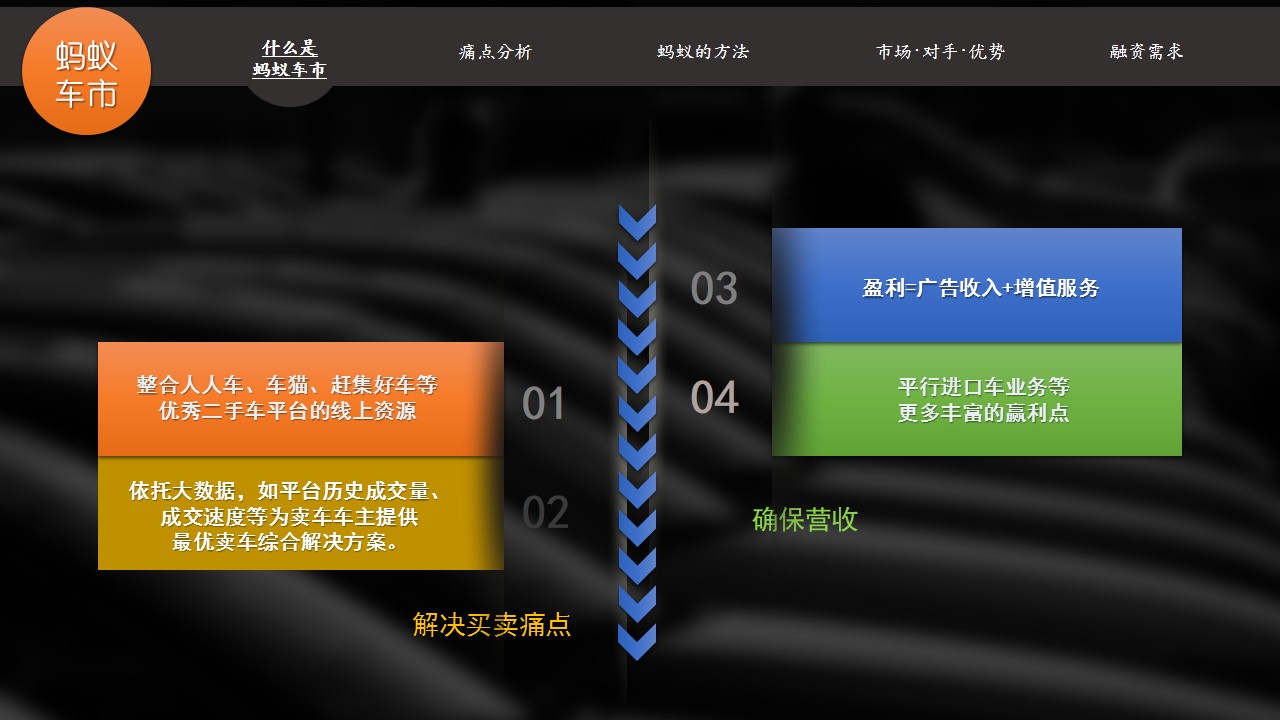 蚂蚁
车市
什么是
蚂蚁车市
痛点分析
蚂蚁的方法
市场·对手·优势
融资需求
整合人人车、车猫、赶集好车等
优秀二手车平台的线上资源
01
依托大数据，如平台历史成交量、
成交速度等为卖车车主提供
最优卖车综合解决方案。
02
解决买卖痛点
03
盈利=广告收入+增值服务
04
平行进口车业务等
更多丰富的赢利点
确保营收